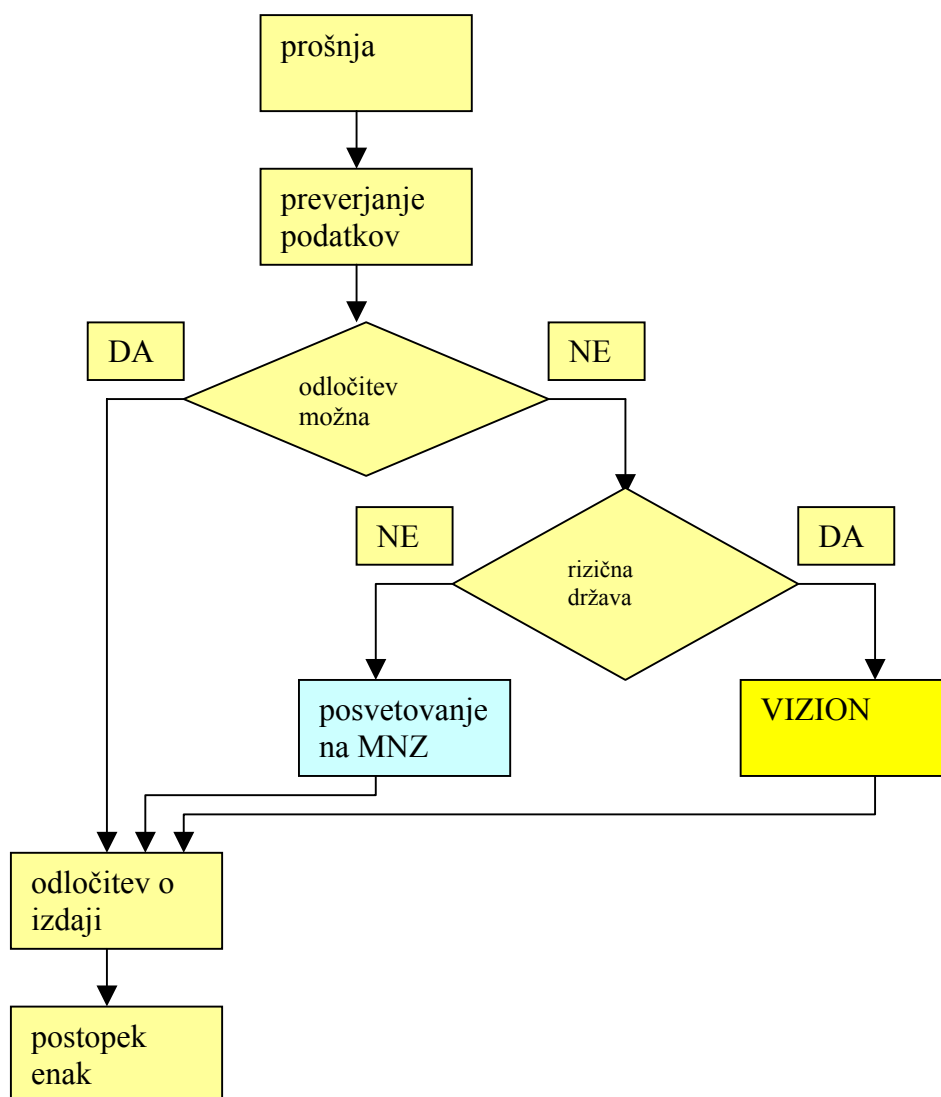 prošnja
preverjanje
podatkov
DA
NE
odločitev
možna
NE
DA
rizična
država
posvetovanje
na MNZ
VIZION
odločitev o
izdaji
postopek
enak